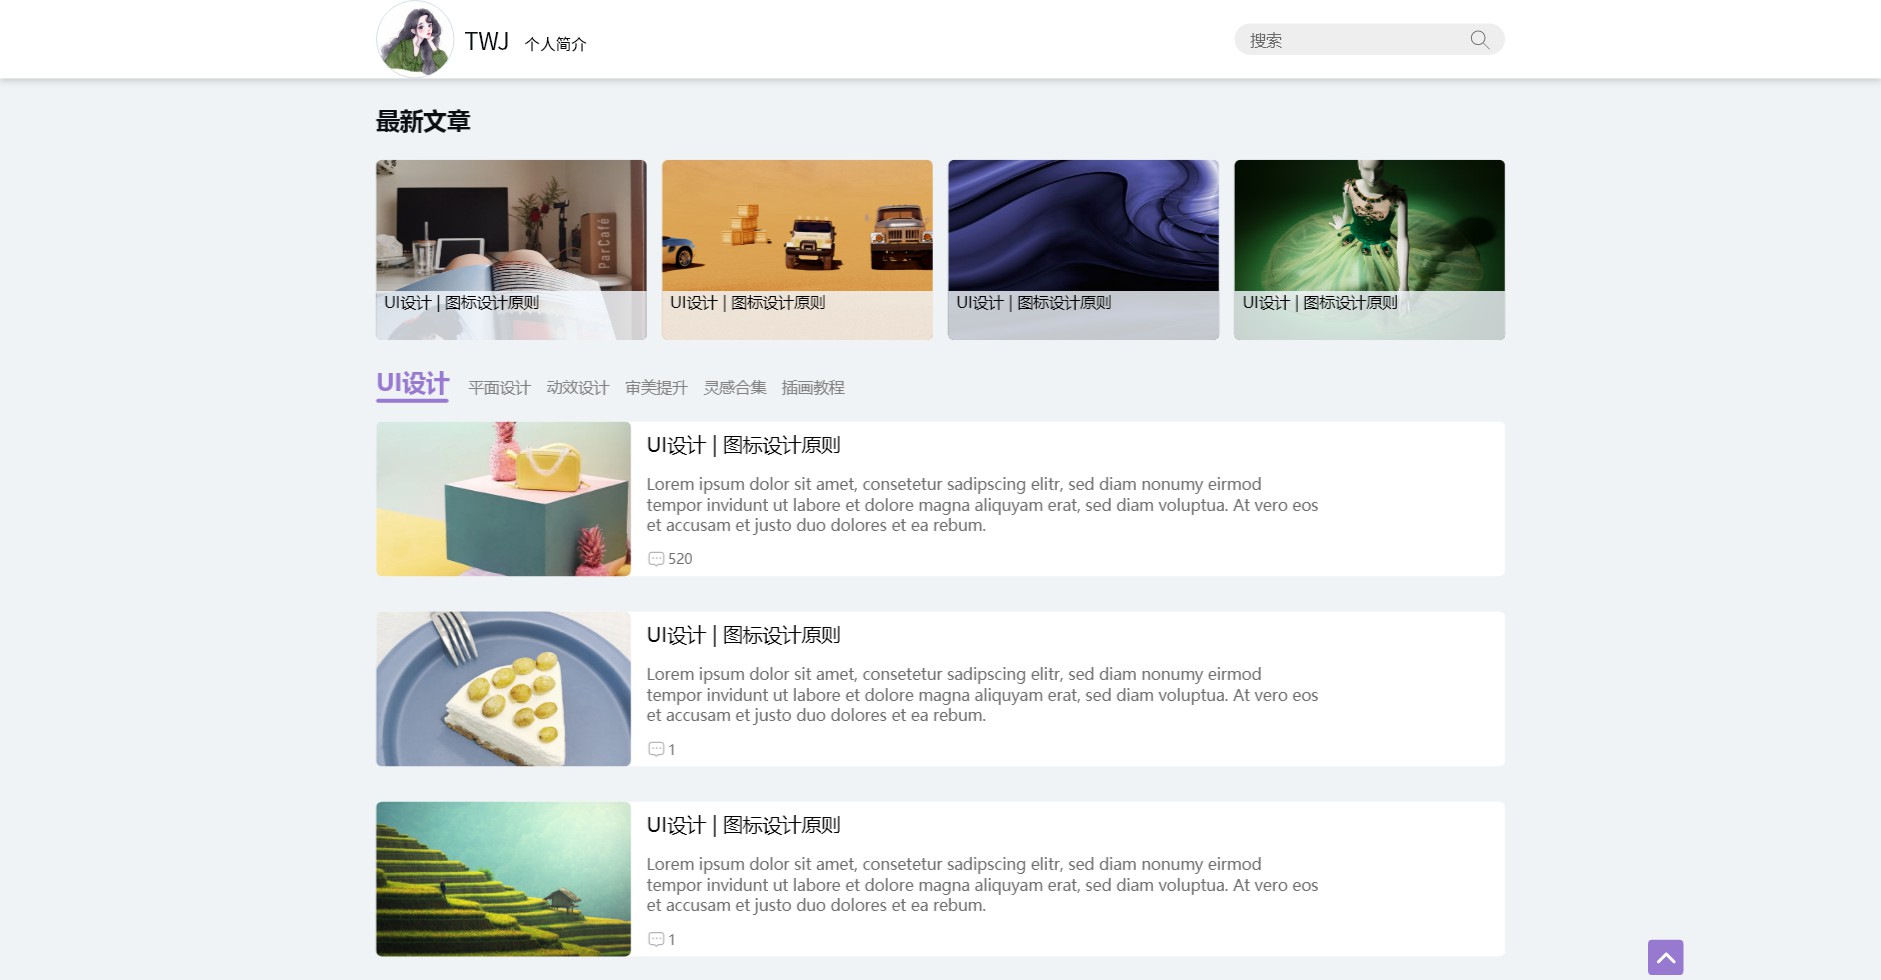 TWJ 个人简介
搜索
最新文章
ParCafé
UI设计 | 图标设计原则
UI设计 | 图标设计原则
UI设计 | 图标设计原则
UI设计 | 图标设计原则
UI设计 平面设计 动效设计 审美提升 灵感合集 插画教程
UI设计 | 图标设计原则
Lorem ipsum dolor sit amet, consetetur sadipscing elitr, sed diam nonumy eirmod
tempor invidunt ut labore et dolore magna aliquyam erat, sed diam voluptua. At vero eos
et accusam et justo duo dolores et ea rebum.
520
UI设计 | 图标设计原则
Lorem ipsum dolor sit amet, consetetur sadipscing elitr, sed diam nonumy eirmod
tempor invidunt ut labore et dolore magna aliquyam erat, sed diam voluptua. At vero eos
et accusam et justo duo dolores et ea rebum.
1
UI设计 | 图标设计原则
Lorem ipsum dolor sit amet, consetetur sadipscing elitr, sed diam nonumy eirmod
tempor invidunt ut labore et dolore magna aliquyam erat, sed diam voluptua. At vero eos
et accusam et justo duo dolores et ea rebum.
1